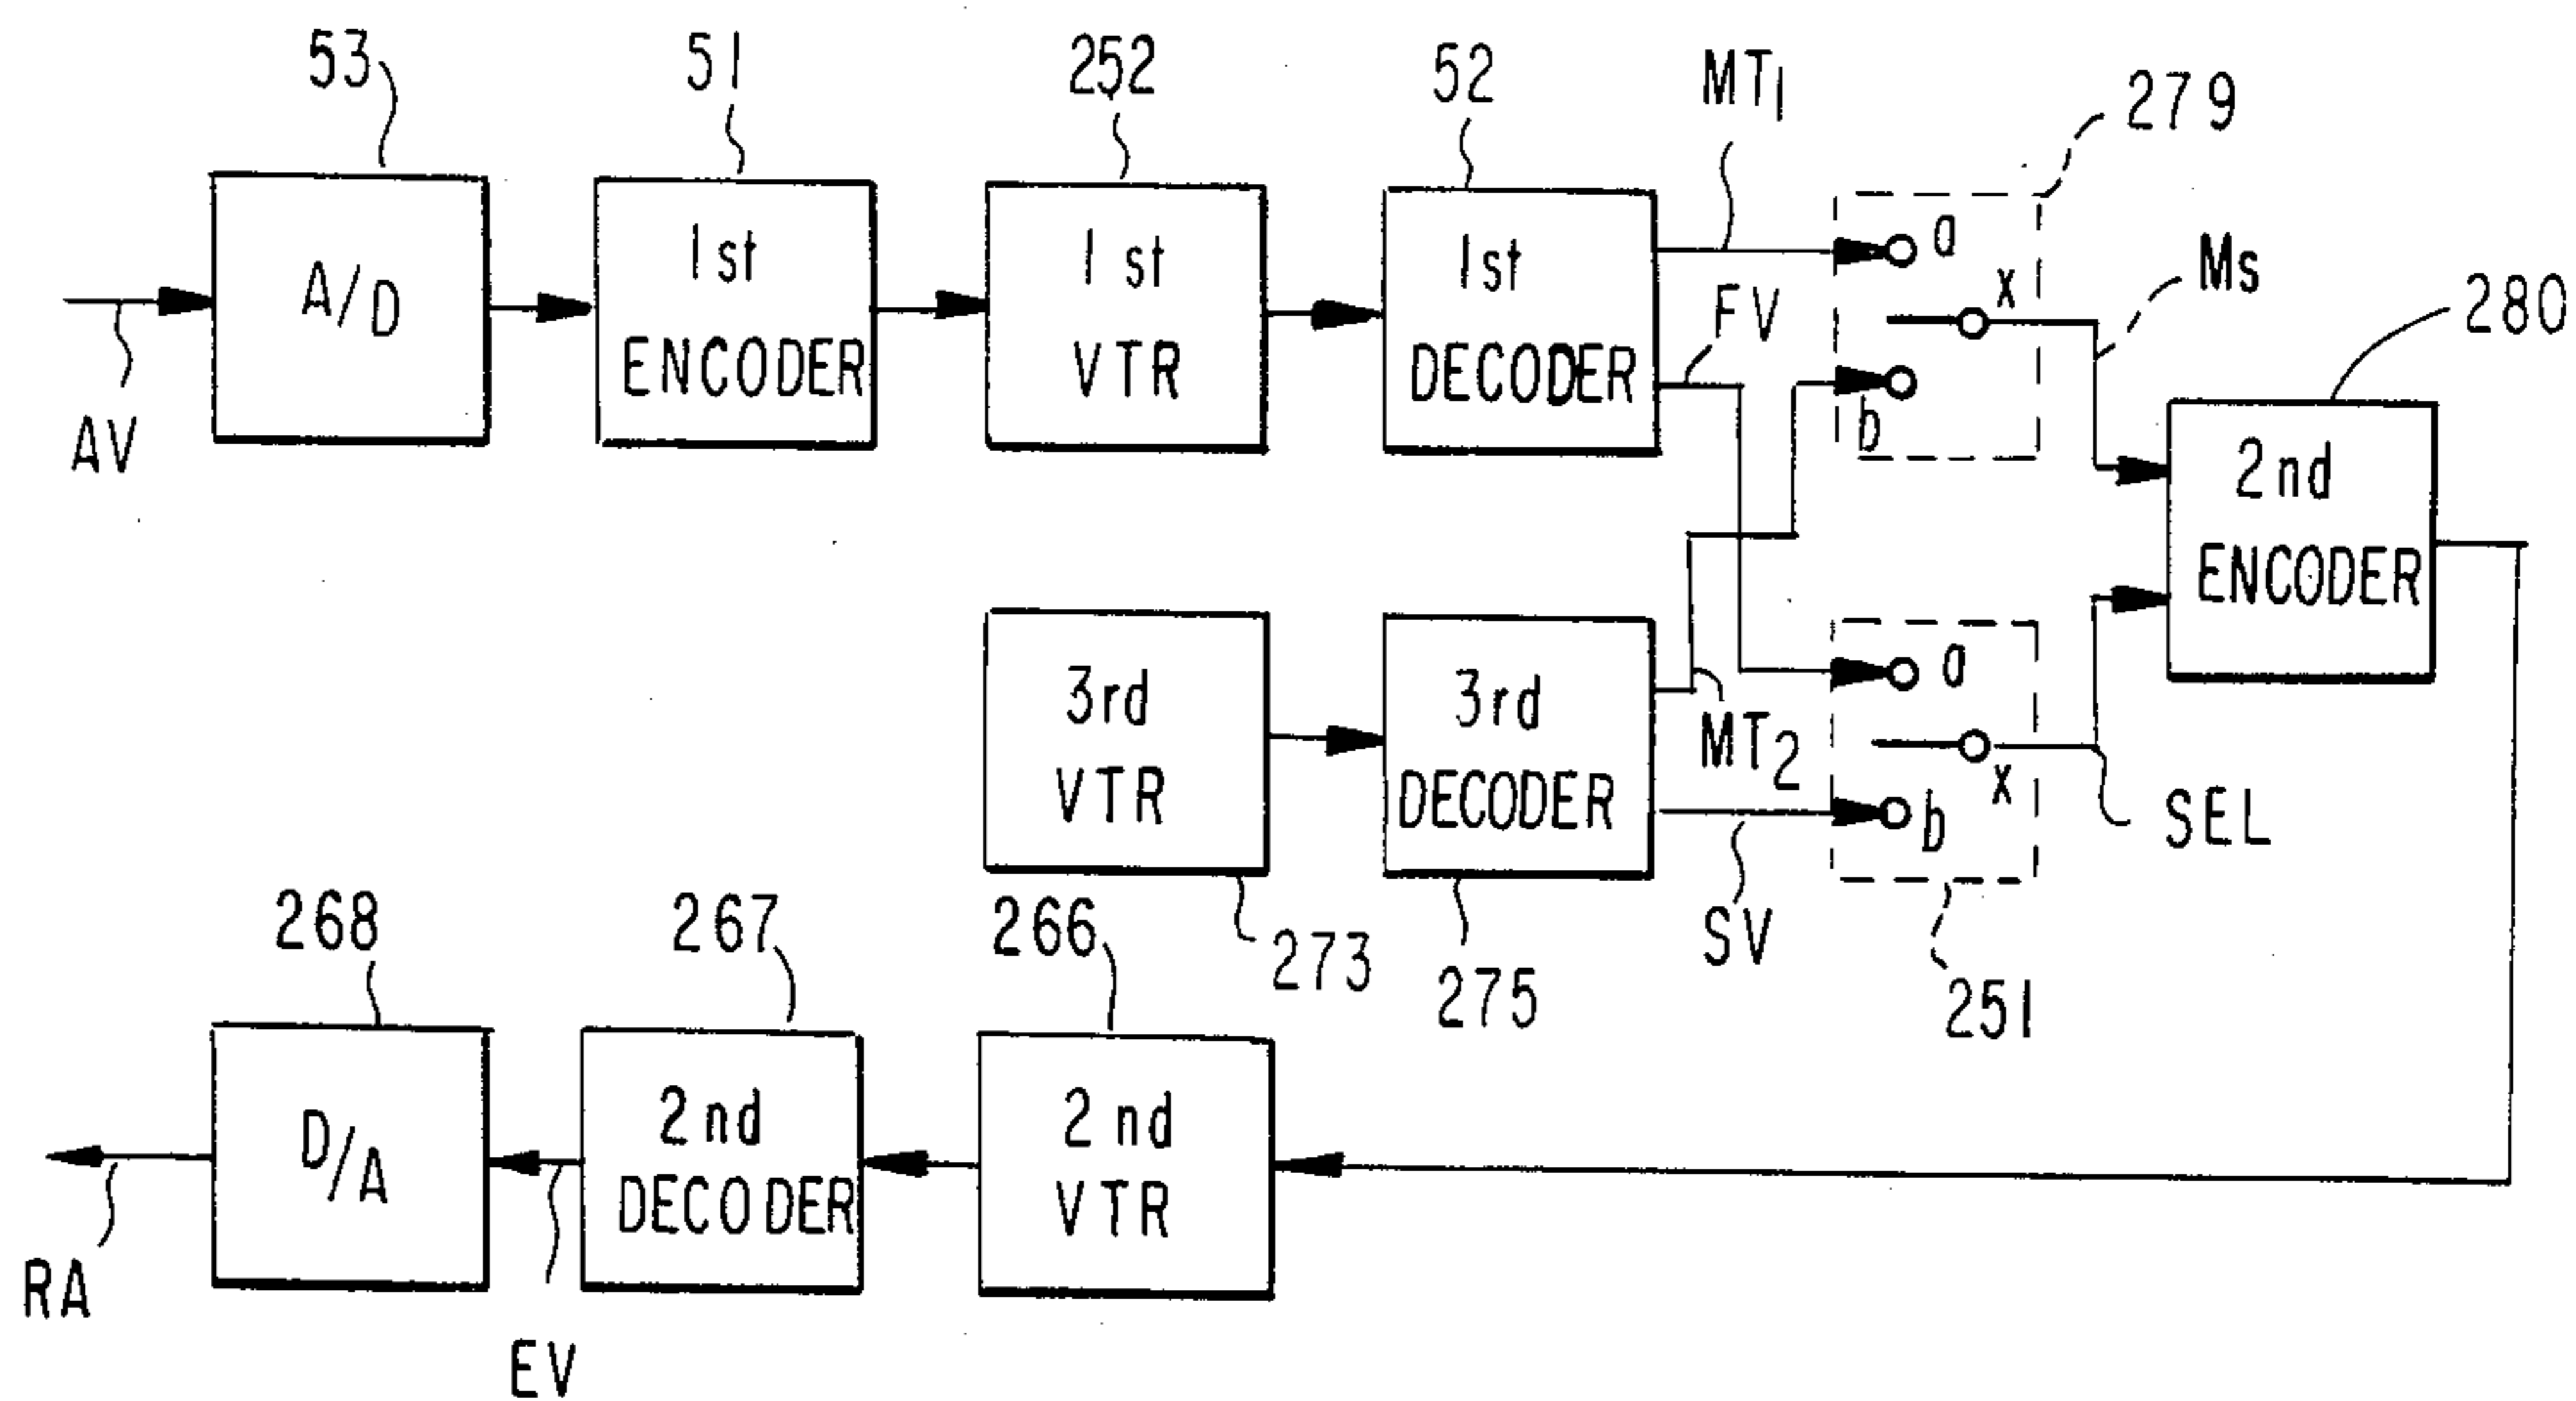 53
51
252
52
MT1
279
A/D
1st
ENCODER
1st
VTR
1st
DECODER
FV
a
x
b
Ms
280
AV
2nd
ENCODER
3rd
VTR
3rd
DECODER
MT2
a
x
b
SEL
SV
273
275
251
268
267
266
D/A
2nd
DECODER
2nd
VTR
RA
EV